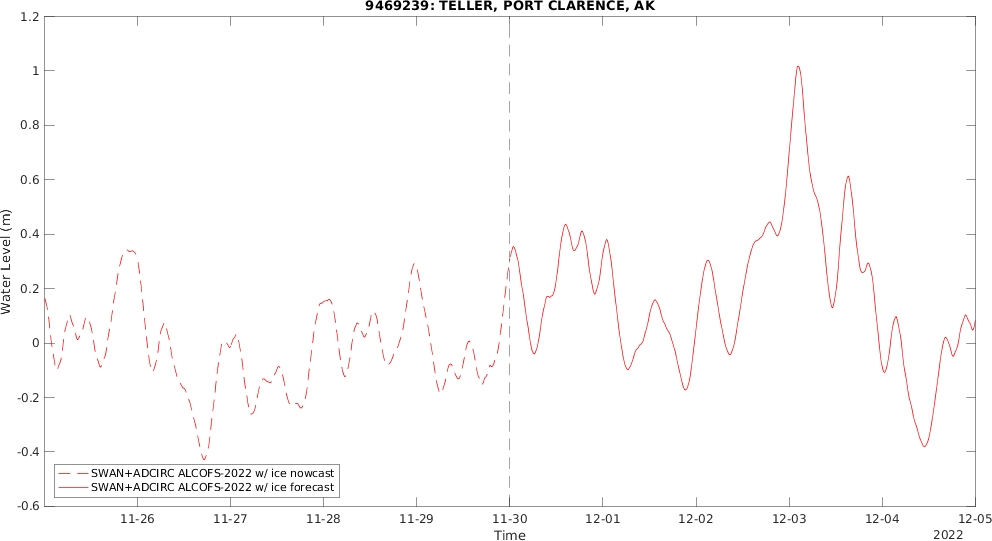 9469239: TELLER, PORT CLARENCE, AK
1.2
1
0.8
0.6
0.4
0.2
0
-0.2
-0.4
-0.6
Water Level (m)
SWAN+ADCIRC ALCOFS-2022 w/ ice nowcast
SWAN+ADCIRC ALCOFS-2022 w/ ice forecast
11-26 11-27 11-28 11-29 11-30 12-01 12-02 12-03 12-04 12-05
Time
2022